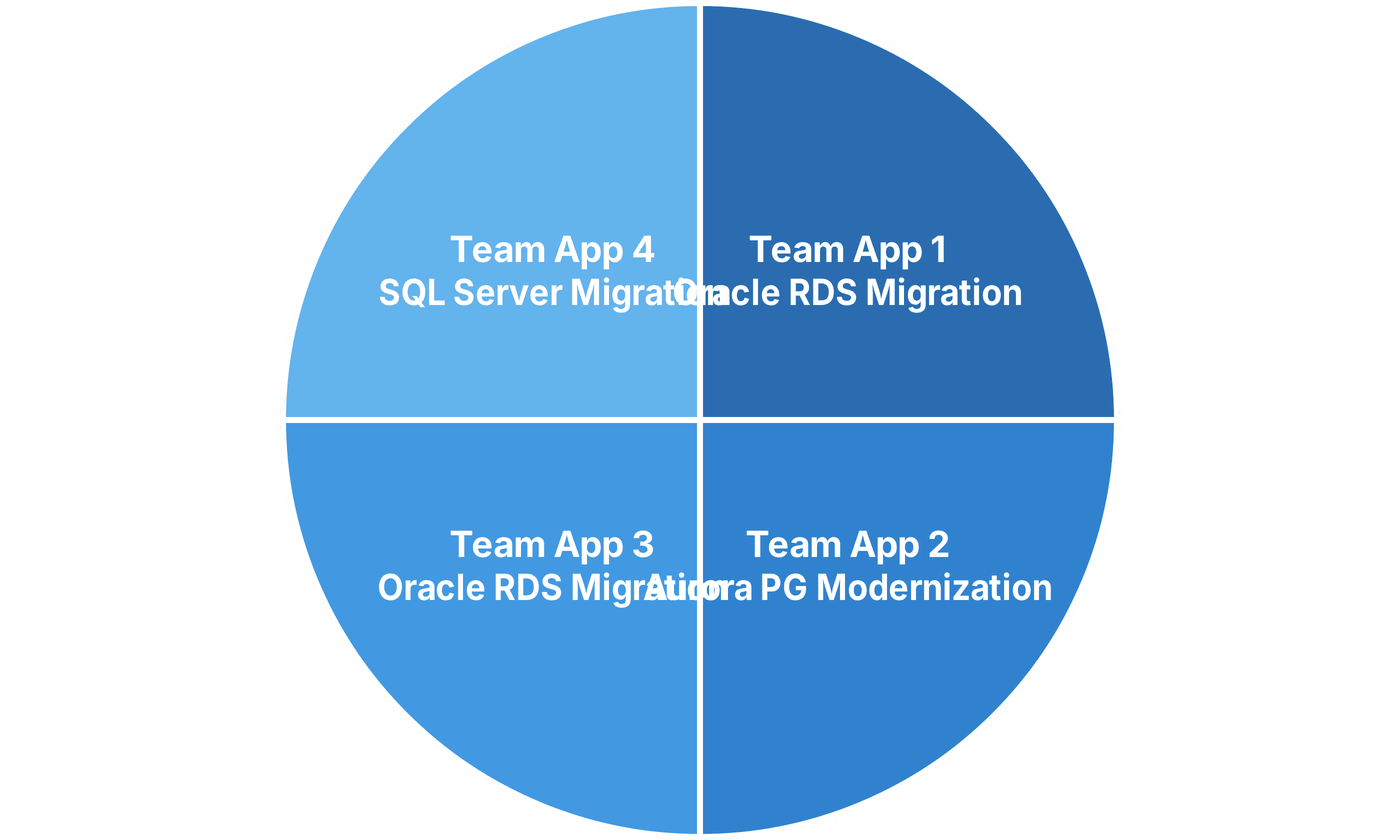 Team App 4
SQL Server Migration
Team App 1
Oracle RDS Migration
Team App 3
Oracle RDS Migration
Team App 2
Aurora PG Modernization